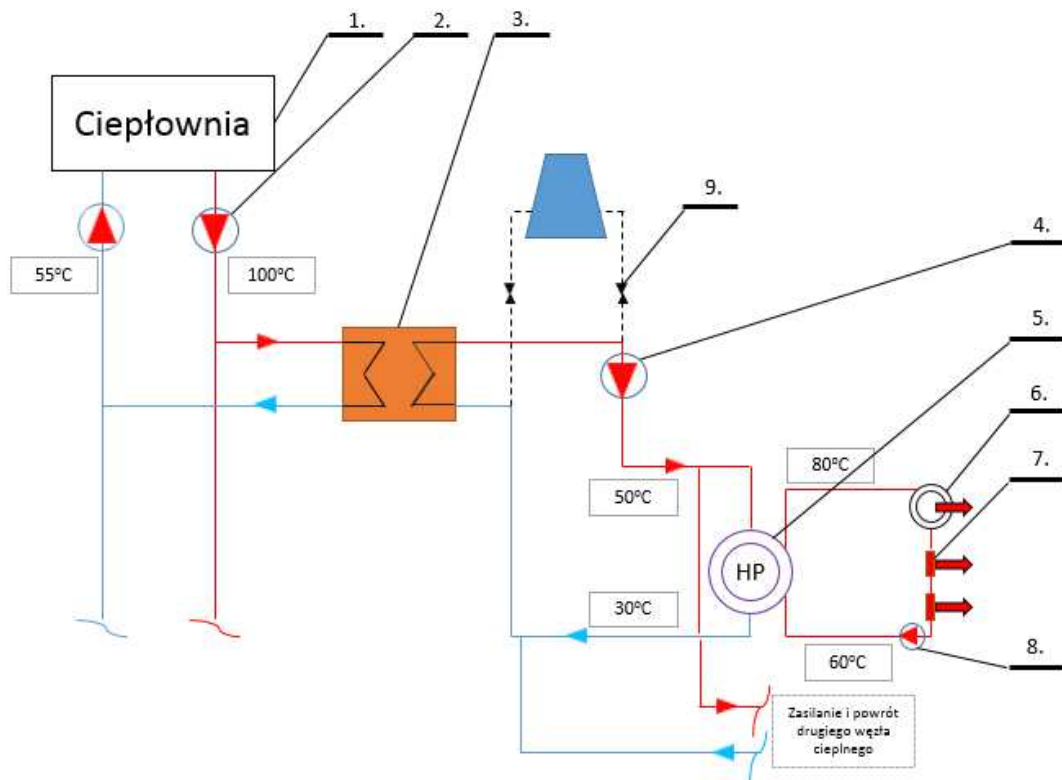 1.
2.
3.
Ciepłownia
9.
4.
55°C
100°C
5.
6.
80°C
7.
50°C
HP
30°C
8.
60°C
Zasilanie i powrót
drugiego węzła
cieplnego